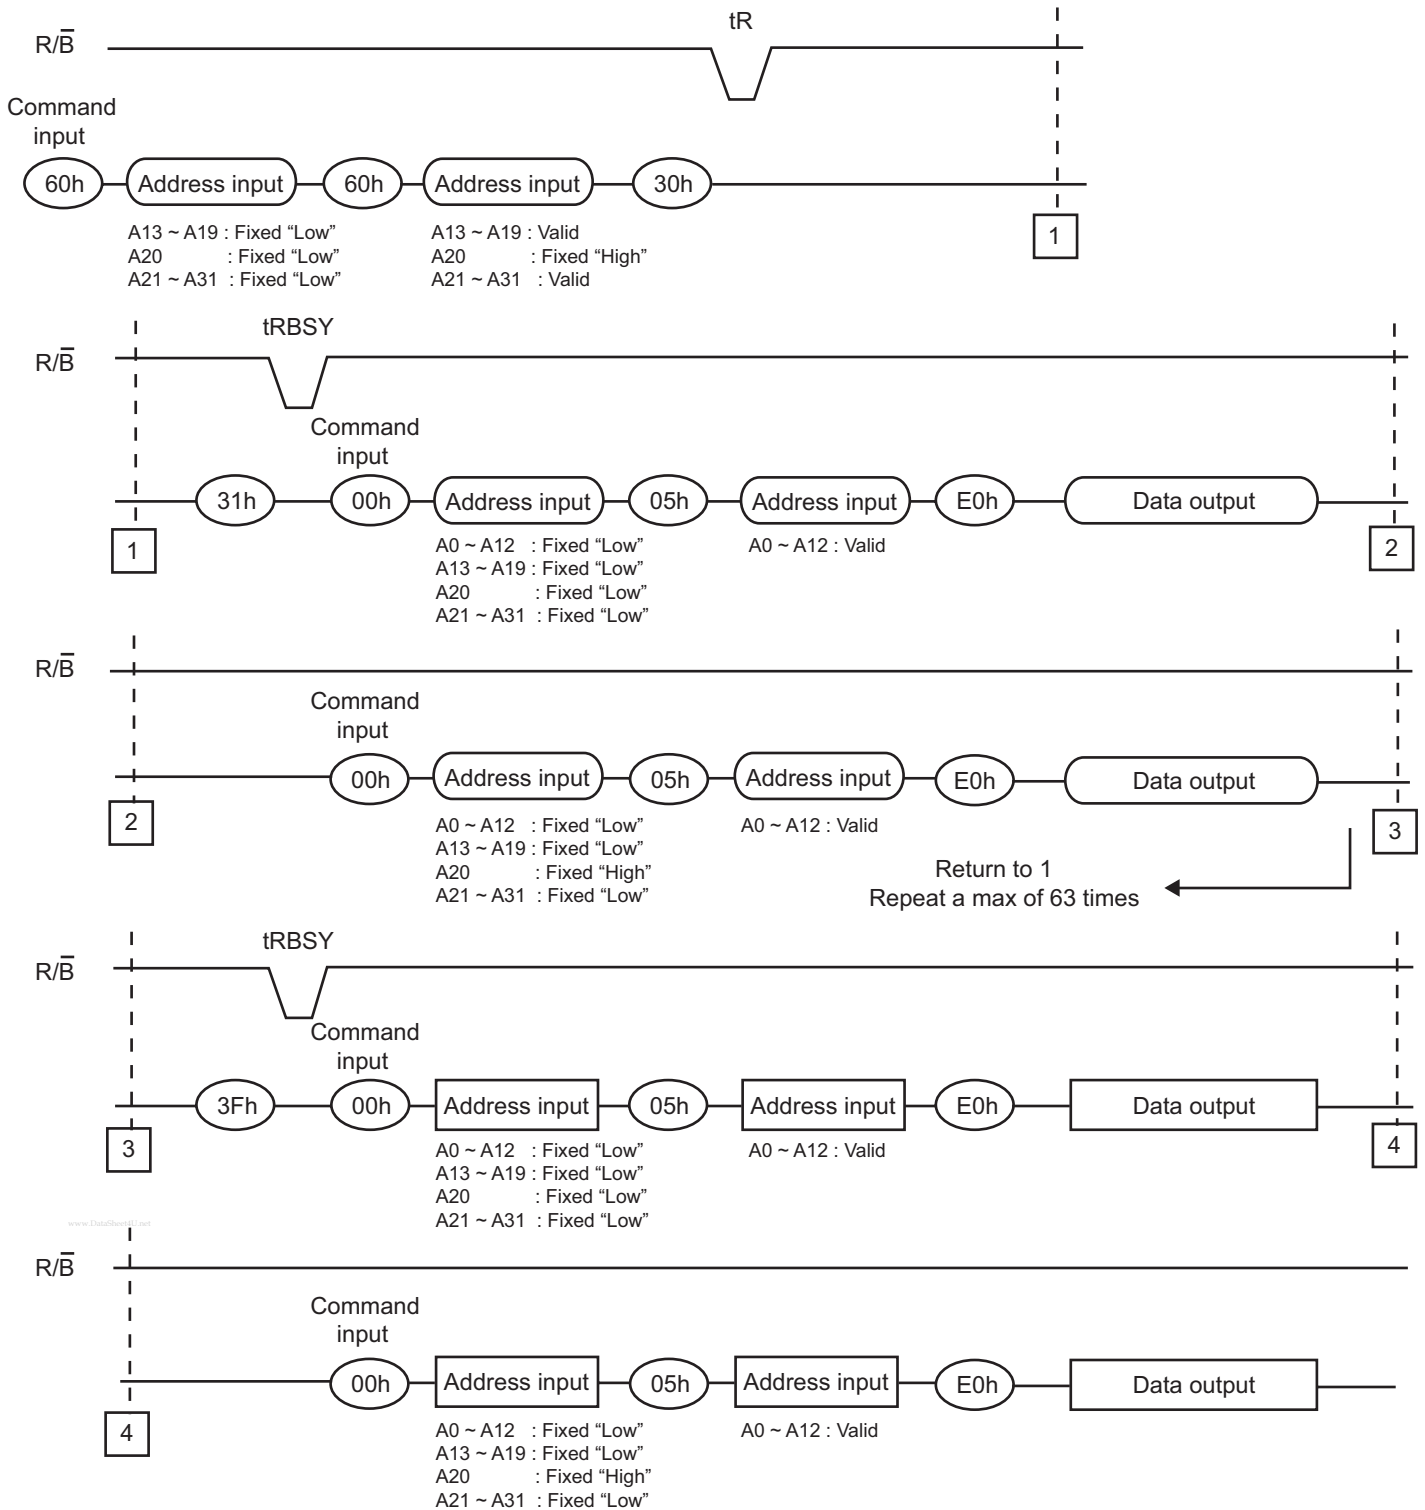 tR
R/B̅
Command
input
60h Address input 60h Address input 30h
A13 ~ A19 : Fixed “Low” A13 ~ A19 : Valid
A20 : Fixed “Low” A20 : Fixed “High”
A21 ~ A31 : Fixed “Low” A21 ~ A31 : Valid
1
tRBSY
R/B̅
Command
input
31h 00h Address input 05h Address input E0h Data output
1 2
A0 ~ A12 : Fixed “Low” A0 ~ A12 : Valid
A13 ~ A19 : Fixed “Low”
A20 : Fixed “Low”
A21 ~ A31 : Fixed “Low”
R/B̅
Command
input
00h Address input 05h Address input E0h Data output
2 3
A0 ~ A12 : Fixed “Low” A0 ~ A12 : Valid
A13 ~ A19 : Fixed “Low”
A20 : Fixed “High”
A21 ~ A31 : Fixed “Low”
Return to 1
Repeat a max of 63 times
tRBSY
R/B̅
Command
input
3Fh 00h Address input 05h Address input E0h Data output
3 4
A0 ~ A12 : Fixed “Low” A0 ~ A12 : Valid
A13 ~ A19 : Fixed “Low”
A20 : Fixed “Low”
A21 ~ A31 : Fixed “Low”
www.DataSheet4U.net
R/B̅
Command
input
00h Address input 05h Address input E0h Data output
4
A0 ~ A12 : Fixed “Low” A0 ~ A12 : Valid
A13 ~ A19 : Fixed “Low”
A20 : Fixed “High”
A21 ~ A31 : Fixed “Low”